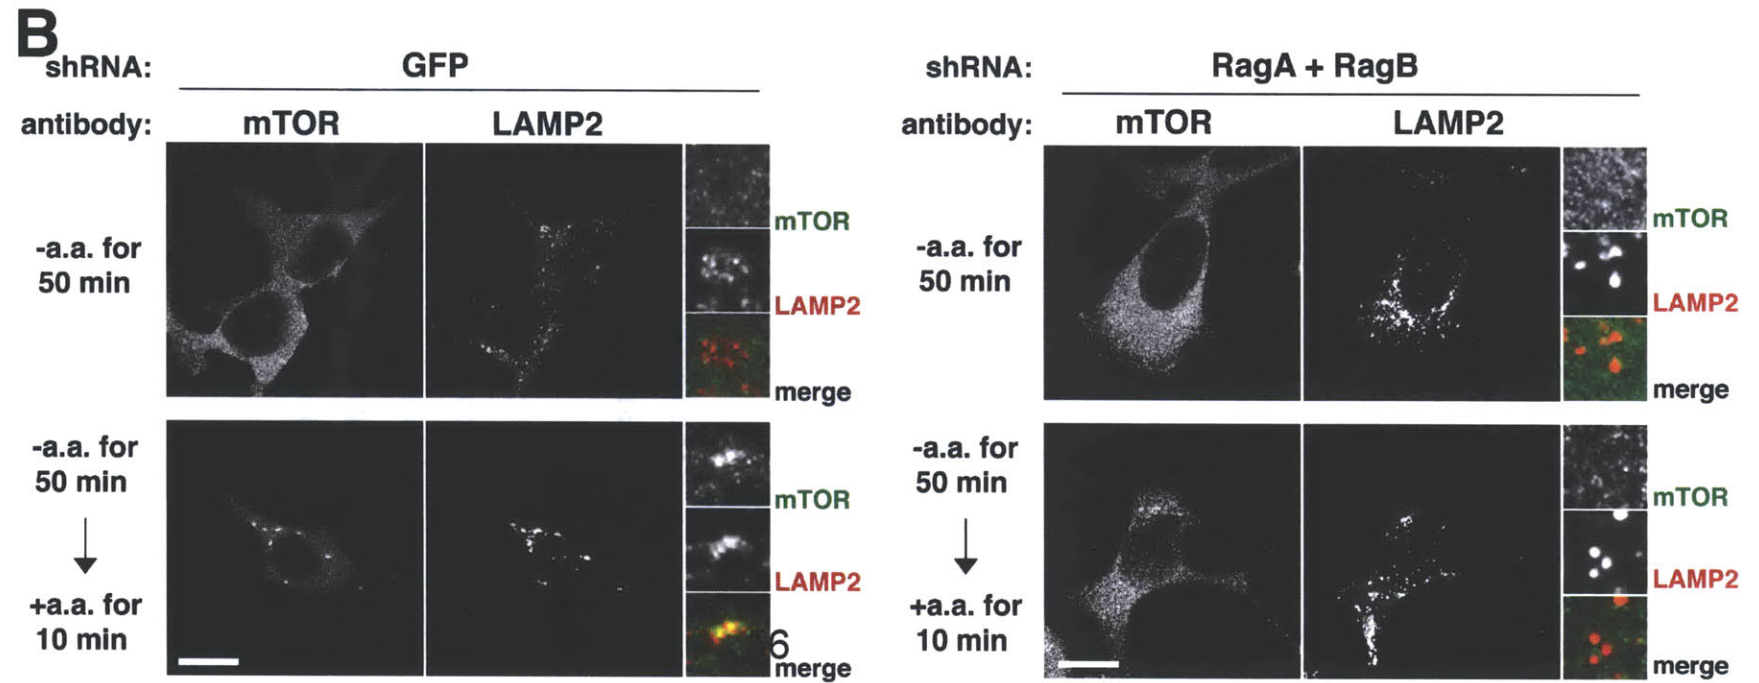 B
shRNA: GFP
antibody: mTOR LAMP2
-a.a. for
50 min
mTOR
LAMP2
merge
-a.a. for
50 min
+a.a. for
10 min
mTOR
LAMP2
merge
6
shRNA: RagA + RagB
antibody: mTOR LAMP2
-a.a. for
50 min
mTOR
LAMP2
merge
-a.a. for
50 min
+a.a. for
10 min
mTOR
LAMP2
merge